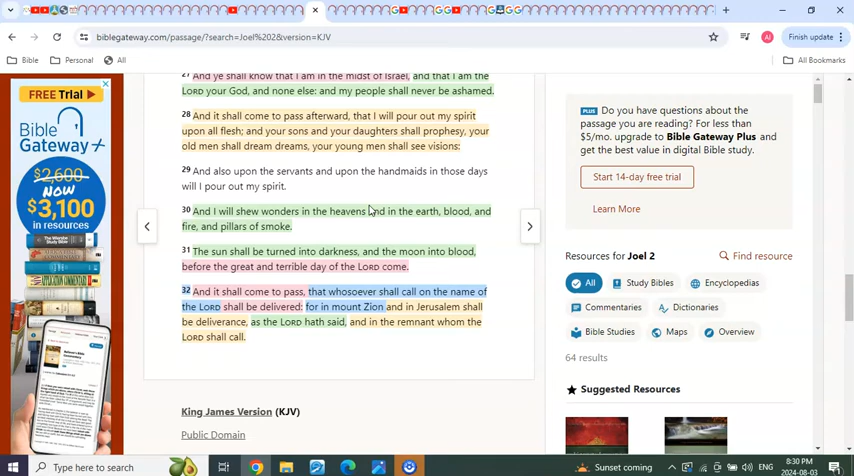 biblegateway.com/passage/?search=Joel%202&version=KJV
AI
Finish update
Bible
Personal
All
All Bookmarks
FREE Trial
Bible
Gateway+
$2,600
NOW
$3,100
in resources
27 And ye shall know that I am in the midst of Israel, and that I am the
LORD your God, and none else: and my people shall never be ashamed.
28 And it shall come to pass afterward, that I will pour out my spirit
upon all flesh; and your sons and your daughters shall prophesy, your
old men shall dream dreams, your young men shall see visions:
29 And also upon the servants and upon the handmaids in those days
will I pour out my spirit.
30 And I will shew wonders in the heavens and in the earth, blood, and
fire, and pillars of smoke.
31 The sun shall be turned into darkness, and the moon into blood,
before the great and terrible day of the LORD come.
32 And it shall come to pass, that whosoever shall call on the name of
the LORD shall be delivered: for in mount Zion and in Jerusalem shall
be deliverance, as the LORD hath said, and in the remnant whom the
LORD shall call.
King James Version (KJV)
Public Domain
PLUS Do you have questions about the
passage you are reading? For less than
$5/mo. upgrade to Bible Gateway Plus and
get the best value in digital Bible study.
Start 14-day free trial
Learn More
Resources for Joel 2
Find resource
All
Study Bibles
Encyclopedias
Commentaries
Dictionaries
Bible Studies
Maps
Overview
64 results
Suggested Resources
Type here to search
Sunset coming
ENG
8:30 PM
2024-08-03